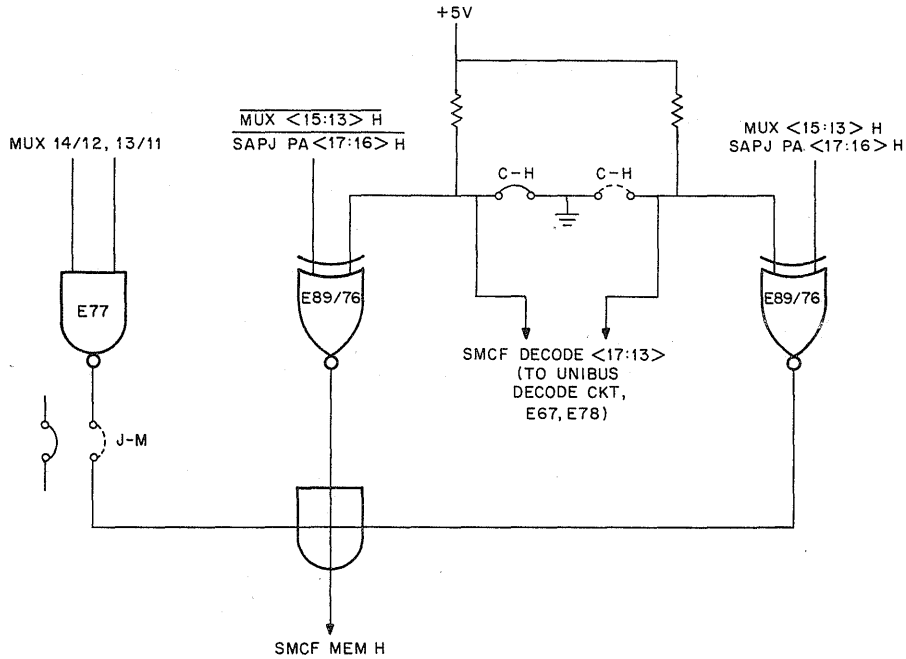 +5V
MUX <15:13> H
SAPJ PA <17:16> H
MUX 14/12, 13/11
MUX <15:13> H
SAPJ PA <17:16> H
C-H
C-H
E77
E89/76
E89/76
SMCF DECODE <17:13>
(TO UNIBUS
DECODE CKT,
E67, E78)
J-M
SMCF MEM H